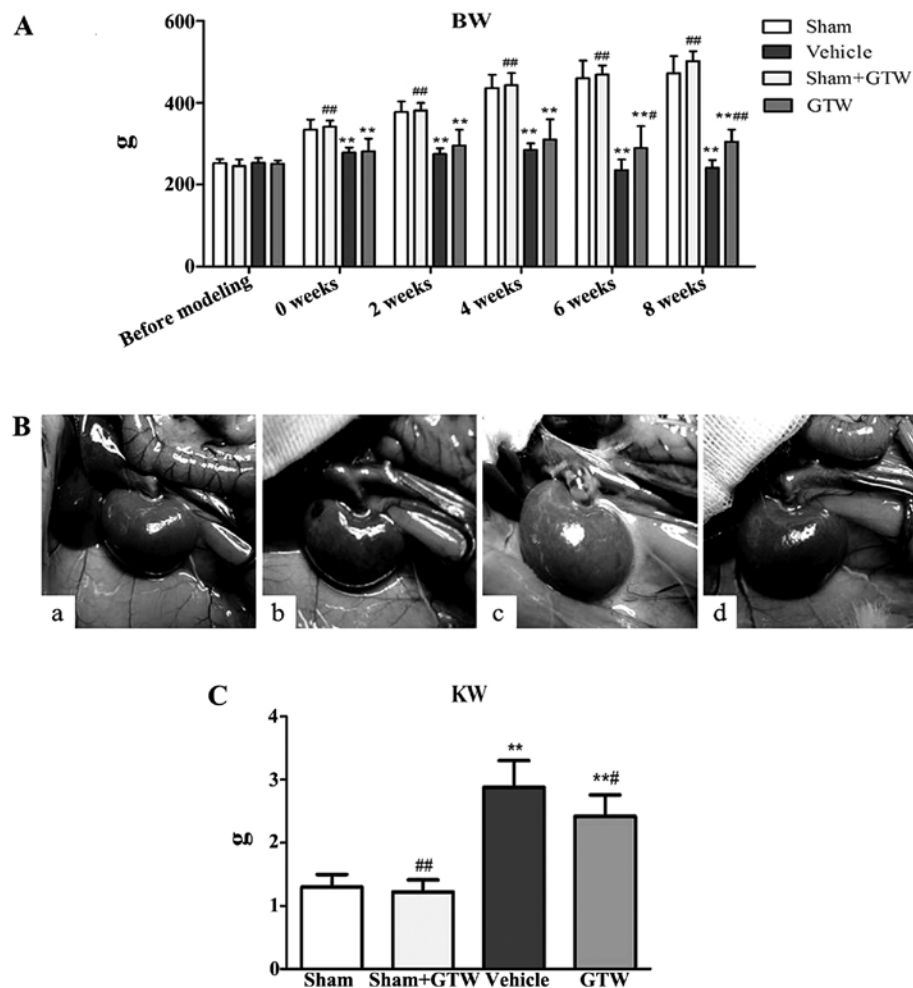 A
BW
Sham
Vehicle
Sham+GTW
GTW
g
600
400
200
0
##
** **
##
** **
##
** **
##
** **#
##
** **##
Before modeling
0 weeks
2 weeks
4 weeks
6 weeks
8 weeks
B
a
b
c
d
C
KW
g
4
3
2
1
0
##
**
**#
Sham Sham+GTW Vehicle GTW